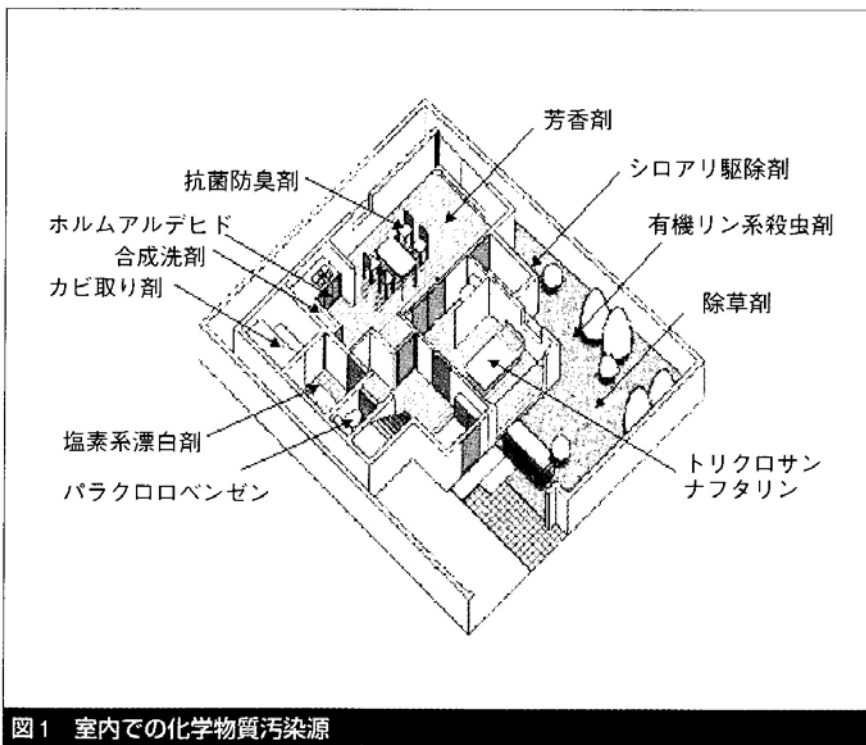 芳香剤
抗菌防臭剤
シロアリ駆除剤
ホルムアルデヒド
有機リン系殺虫剤
合成洗剤
カビ取り剤
除草剤
塩素系漂白剤
トリクロサン
ナフタリン
パラクロロベンゼン
図1 室内での化学物質汚染源